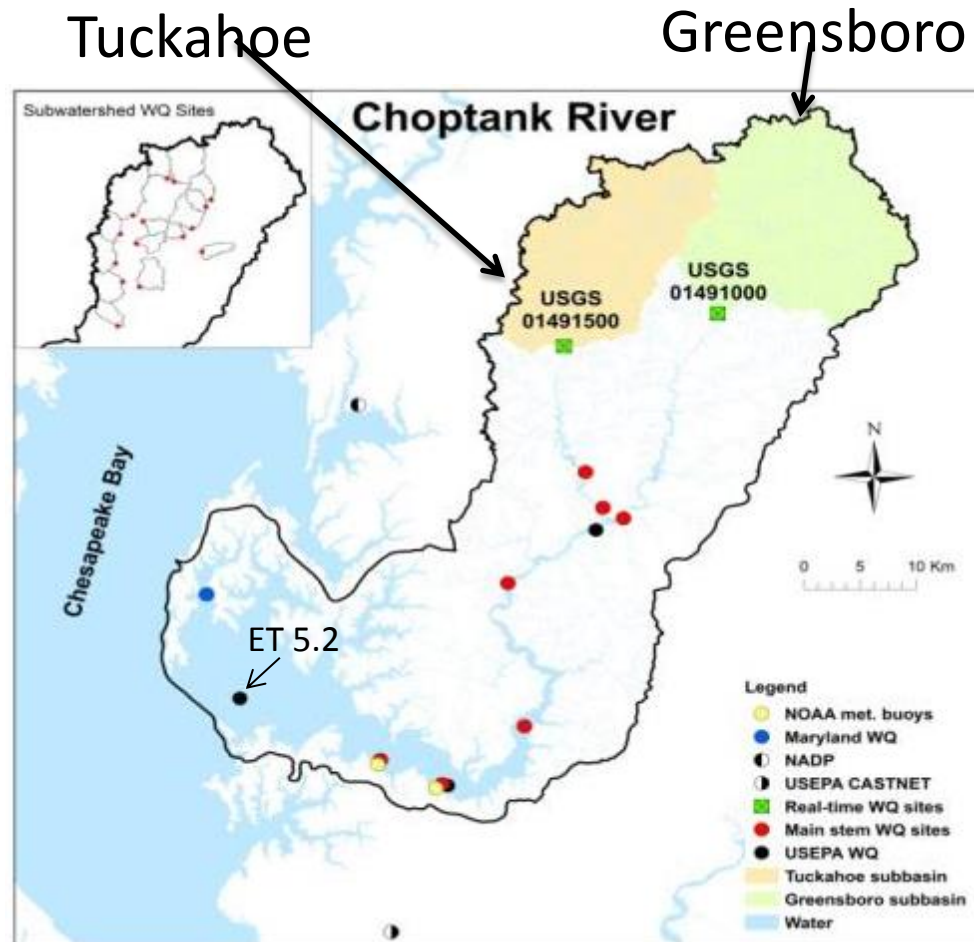 Tuckahoe
Greensboro
Subwatershed WQ Sites
Choptank River
USGS
01491000
USGS
01491500
Chesapeake Bay
N
0 5 10 Km
ET 5.2
Legend
NOAA met. buoys
Maryland WQ
NADP
USEPA CASTNET
Real-time WQ sites
Main stem WQ sites
USEPA WQ
Tuckahoe subbasin
Greensboro subbasin
Water